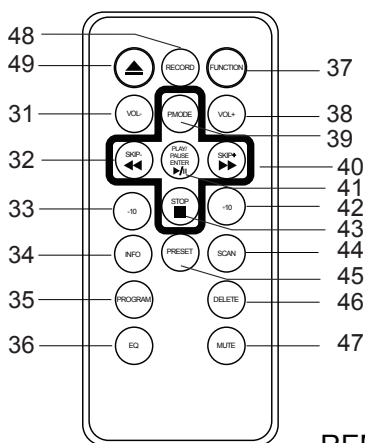 48
49
RECORD
FUNCTION
37
31
VOL-
P.MODE
VOL+
38
39
32
SKIP-
PLAY/
PAUSE
ENTER
SKIP+
40
41
33
-10
STOP
-10
42
43
34
INFO
PRESET
SCAN
44
45
35
PROGRAM
DELETE
46
36
EQ
MUTE
47